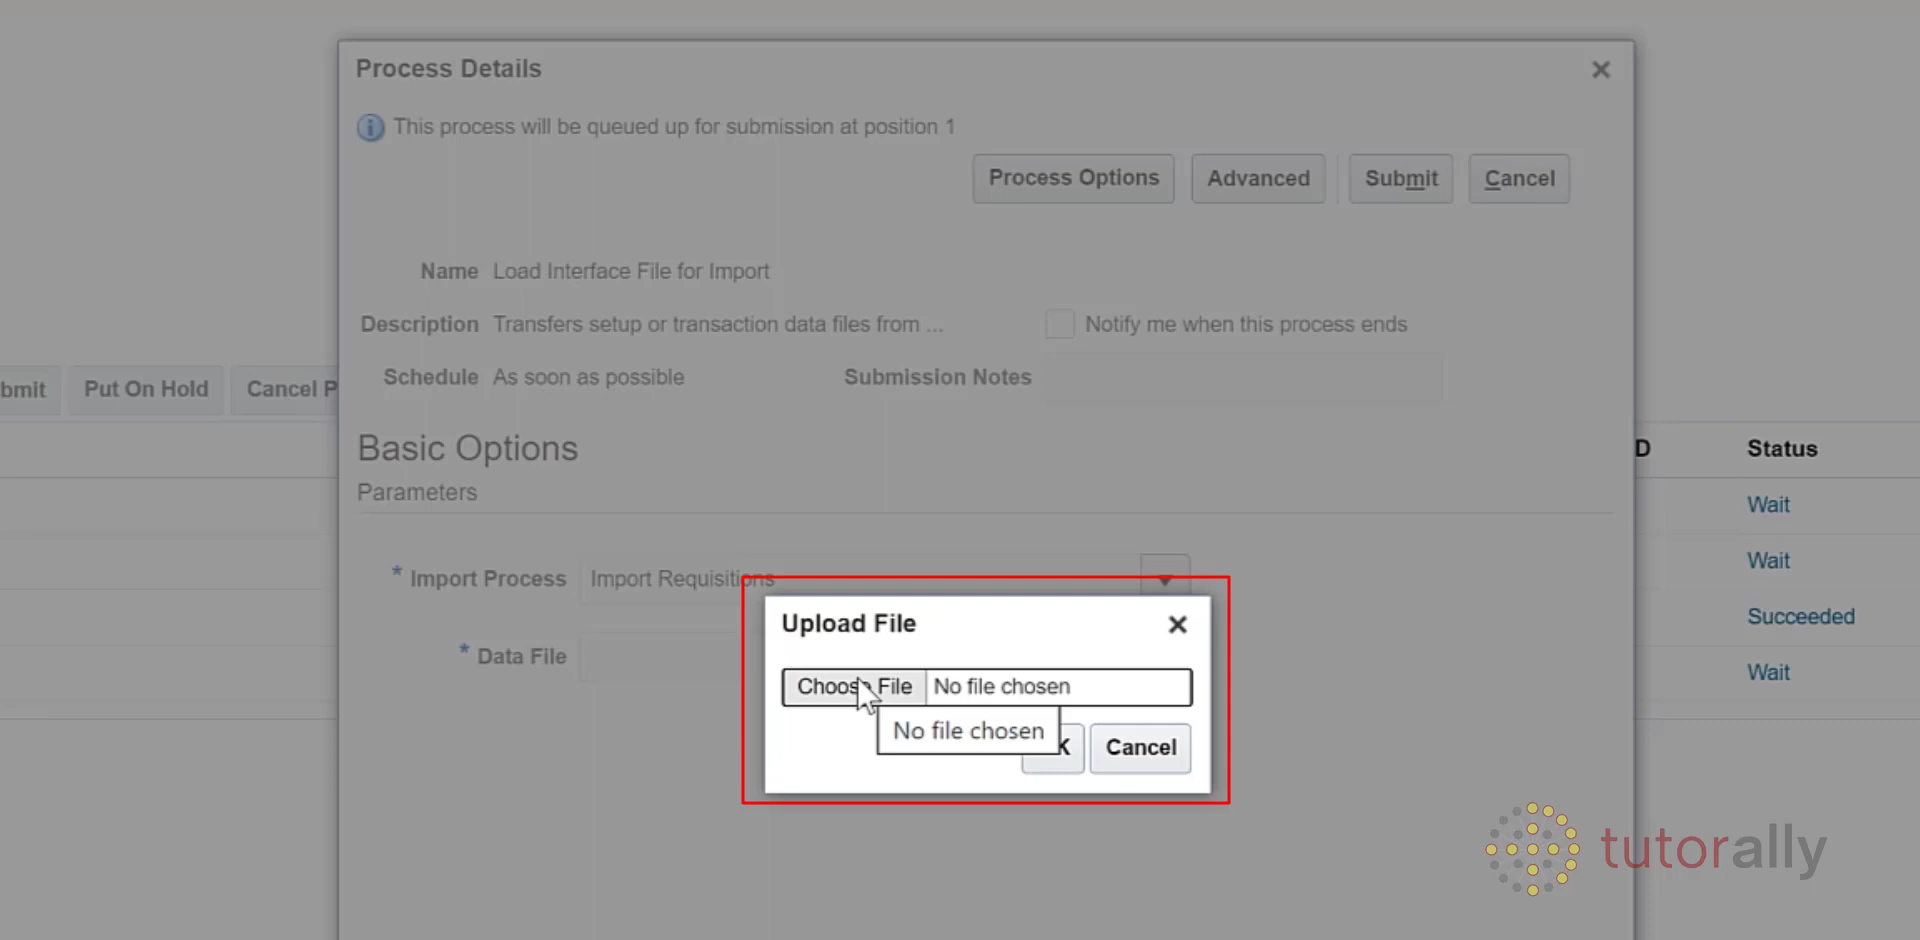 Process Details
This process will be queued up for submission at position 1
Process Options Advanced Submit Cancel
Name Load Interface File for Import
Description Transfers setup or transaction data files from ... Notify me when this process ends
Schedule As soon as possible Submission Notes
bmit Put On Hold Cancel P
Basic Options
D Status
Parameters
Wait
Wait
* Import Process Import Requisitions
Succeeded
Upload File
* Data File
Wait
Choose File No file chosen
No file chosen
K Cancel
tutorally